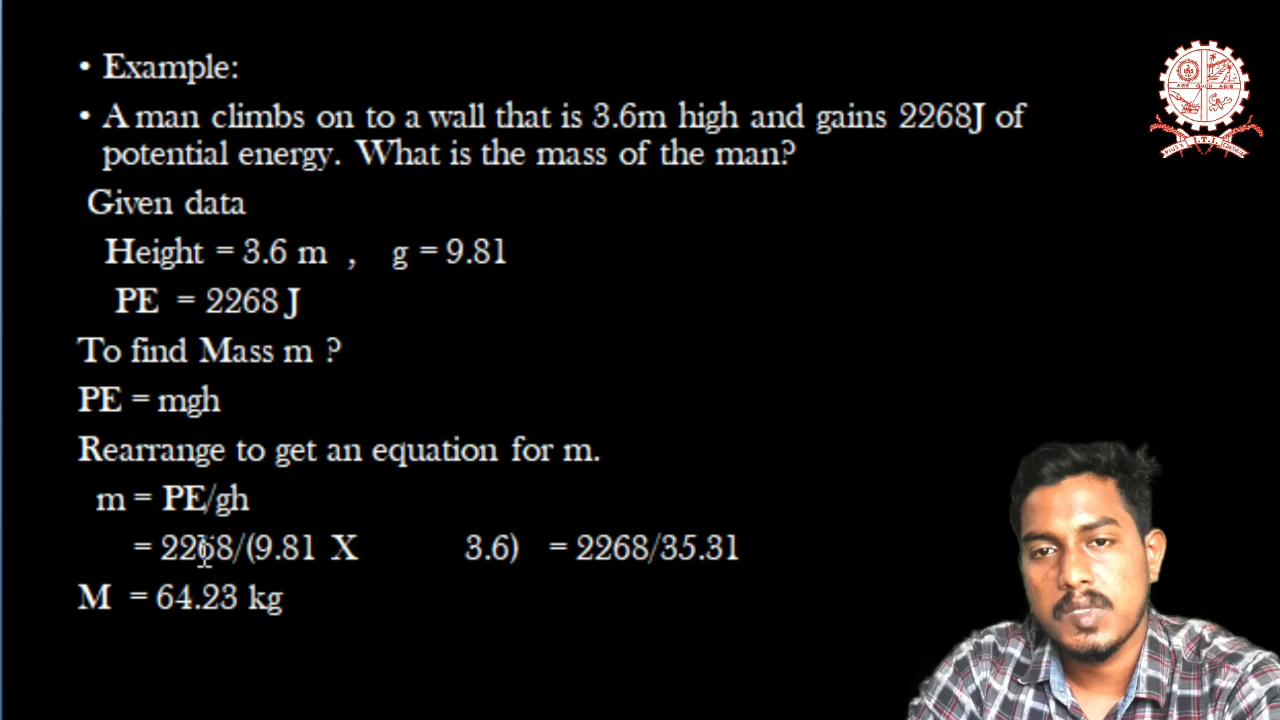 • Example:
• A man climbs on to a wall that is 3.6m high and gains 2268J of
potential energy. What is the mass of the man?
Given data
Height = 3.6 m , g = 9.81
PE = 2268 J
To find Mass m ?
PE = mgh
Rearrange to get an equation for m.
m = PE/gh
= 2268/(9.81 X 3.6) = 2268/35.31
M = 64.23 kg
I.T.I.